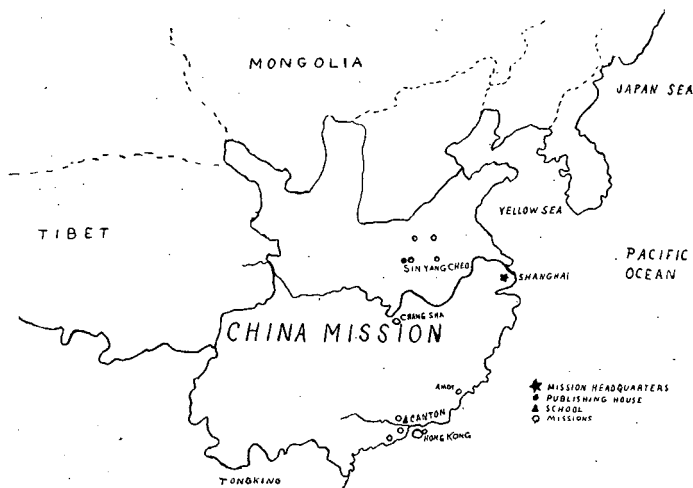 MONGOLIA
JAPAN SEA
YELLOW SEA
TIBET
PACIFIC
OCEAN
SIN YANG CHEO
SHANGHAI
CHANG SHA
CHINA MISSION
AMOY
MISSION HEADQUARTERS
PUBLISHING HOUSE
SCHOOL
MISSIONS
CANTON
HONG KONG
TONGKING